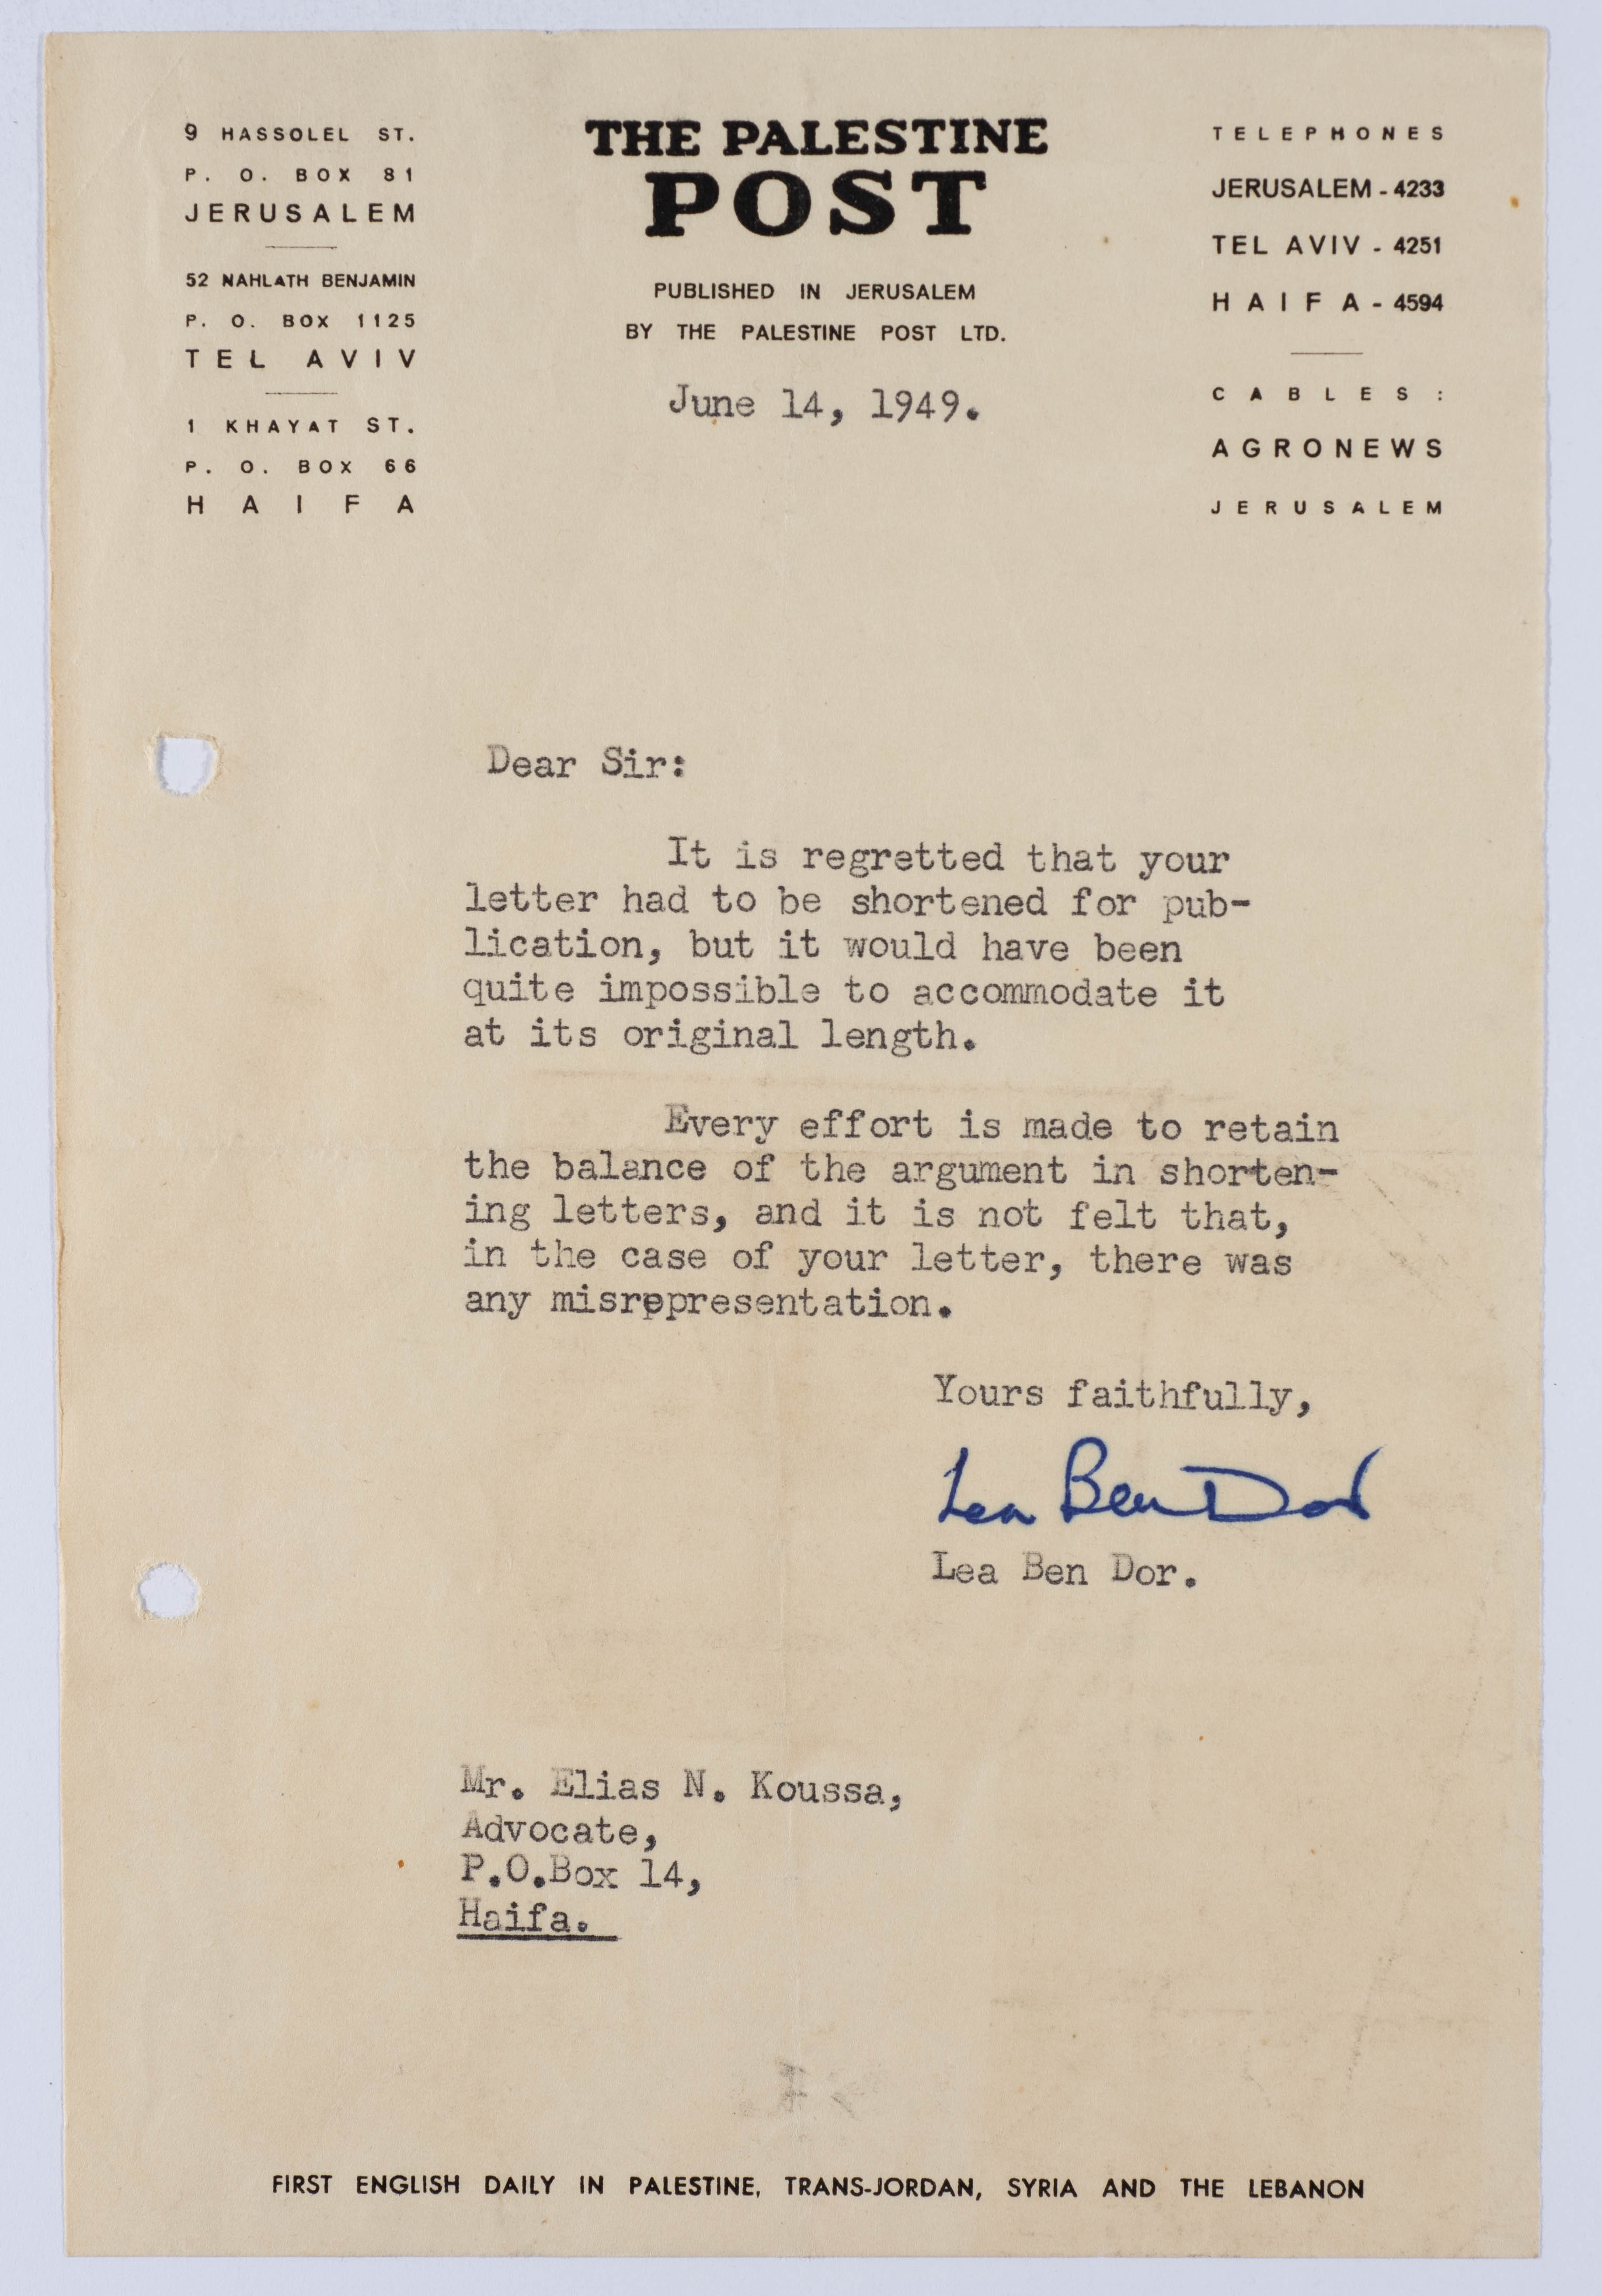 9 HASSOLEL ST.
P. O. BOX 81
JERUSALEM
52 NAHLATH BENJAMIN
P. O. BOX 1125
TEL AVIV
1 KHAYAT ST.
P. O. BOX 66
HAIFA
THE PALESTINE
POST
PUBLISHED IN JERUSALEM
BY THE PALESTINE POST LTD.
TELEPHONES
JERUSALEM - 4233
TEL AVIV - 4251
HAIFA - 4594
CABLES :
AGRONEWS
JERUSALEM
June 14, 1949.
Dear Sir:
It is regretted that your
letter had to be shortened for pub-
lication, but it would have been
quite impossible to accommodate it
at its original length.
Every effort is made to retain
the balance of the argument in shorten-
ing letters, and it is not felt that,
in the case of your letter, there was
any misrepresentation.
Yours faithfully,
Lea Ben Dor
Lea Ben Dor.
Mr. Elias N. Koussa,
Advocate,
P.O.Box 14,
Haifa.
FIRST ENGLISH DAILY IN PALESTINE, TRANS-JORDAN, SYRIA AND THE LEBANON